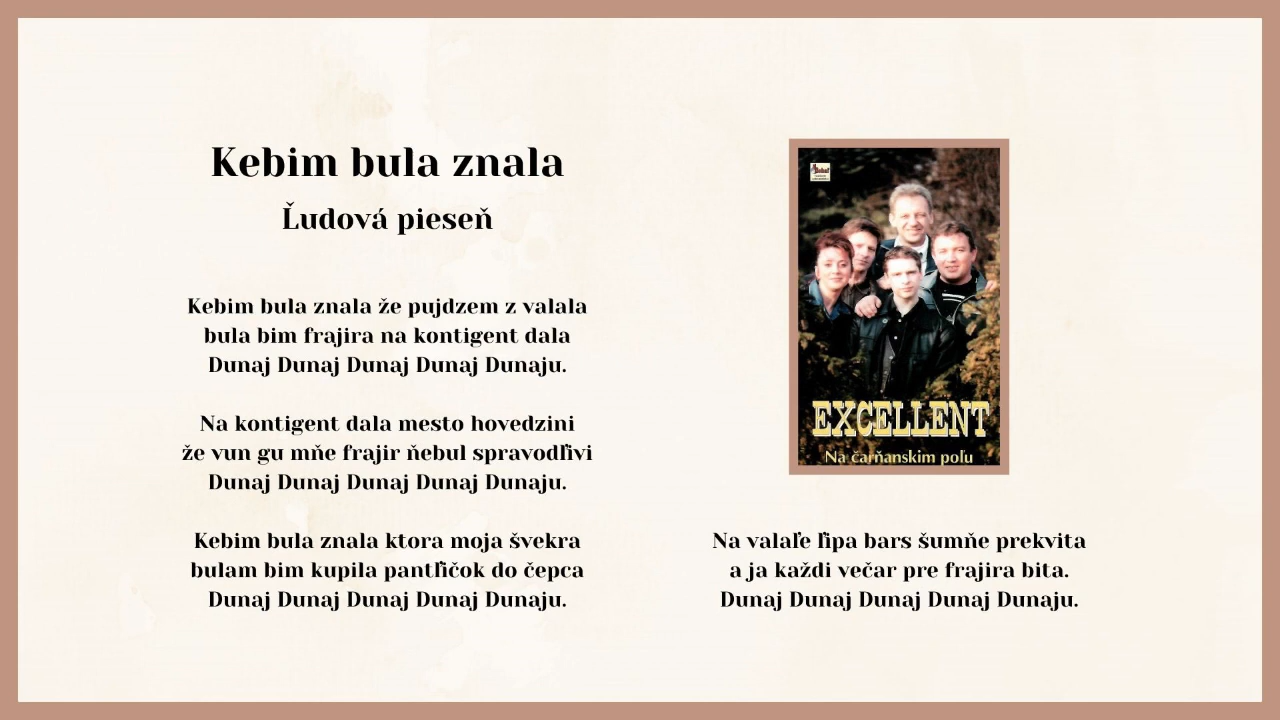 Kebim bula znala
Ľudová pieseň
Kebim bula znala že pujdzem z valala
bula bim frajira na kontigent dala
Dunaj Dunaj Dunaj Dunaj Dunaju.
Na kontigent dala mesto hovedzini
že vun gu mňe frajir ňebul spravodľivi
Dunaj Dunaj Dunaj Dunaj Dunaju.
Kebim bula znala ktora moja švekra
bulam bim kupila pantľičok do čepca
Dunaj Dunaj Dunaj Dunaj Dunaju.
EXCELLENT
Na čarňanskim poľu
Na valaľe ľipa bars šumňe prekvita
a ja každi večar pre frajira bita.
Dunaj Dunaj Dunaj Dunaj Dunaju.